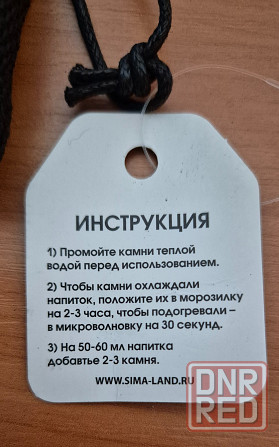 ИНСТРУКЦИЯ
1) Промойте камни теплой
водой перед использованием.
2) Чтобы камни охлаждали
напиток, положите их в морозилку
на 2-3 часа, чтобы подогревали –
в микроволновку на 30 секунд.
3) На 50-60 мл напитка
добавтье 2-3 камня.
WWW.SIMA-LAND.RU
DNR
RED